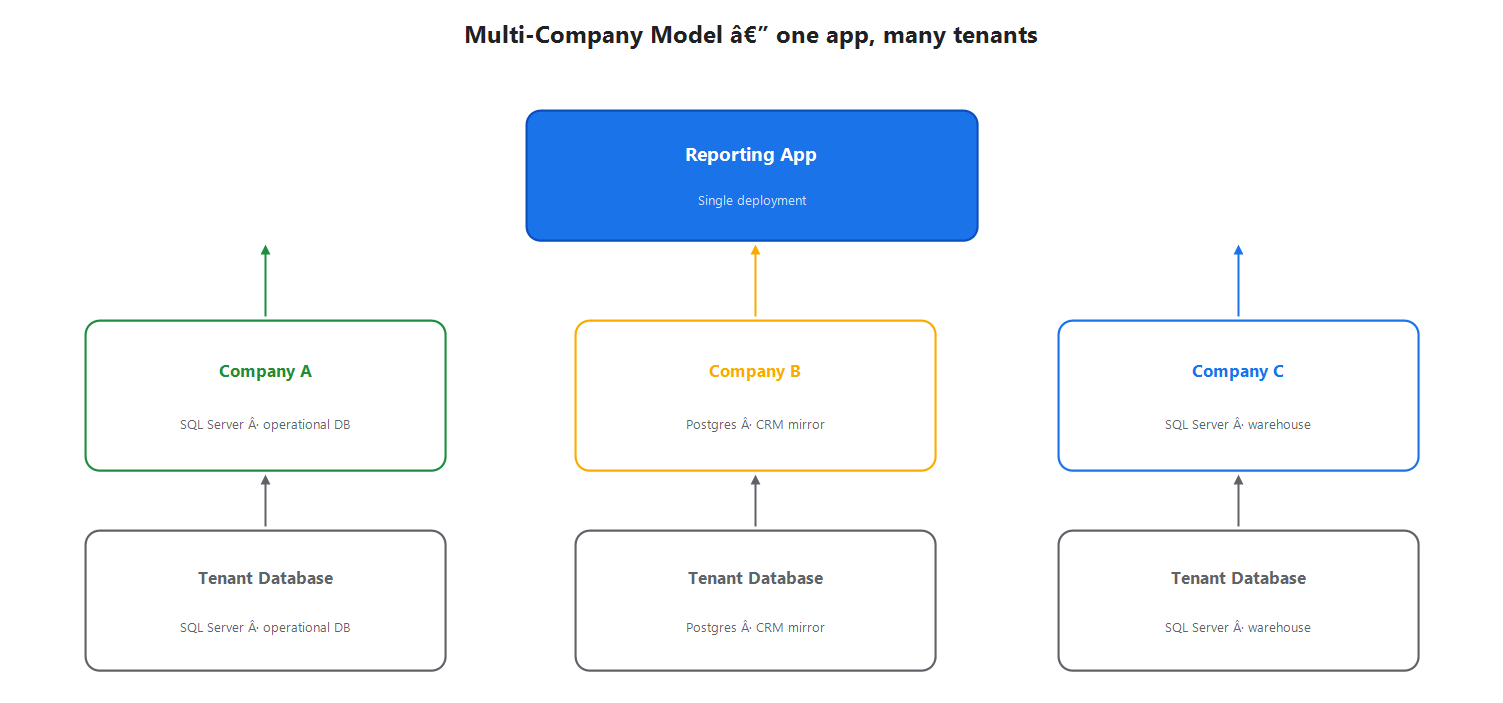 Multi-Company Model â€” one app, many tenants
Reporting App
Single deployment
Company A
Company B
Company C
SQL Server Â· operational DB
Postgres Â· CRM mirror
SQL Server Â· warehouse
Tenant Database
Tenant Database
Tenant Database
SQL Server Â· operational DB
Postgres Â· CRM mirror
SQL Server Â· warehouse